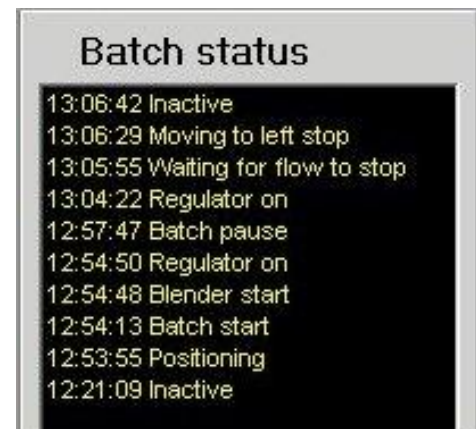 Batch status
13:06:42 Inactive
13:06:29 Moving to left stop
13:05:55 Waiting for flow to stop
13:04:22 Regulator on
12:57:47 Batch pause
12:54:50 Regulator on
12:54:48 Blender start
12:54:13 Batch start
12:53:55 Positioning
12:21:09 Inactive